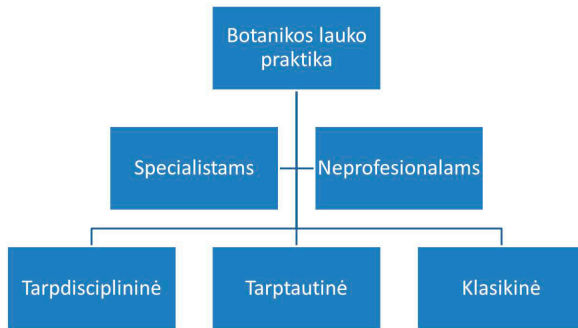 Botanikos lauko
praktika
Specialistams
Neprofesionalams
Tarpdisciplininė
Tarptautinė
Klasikinė